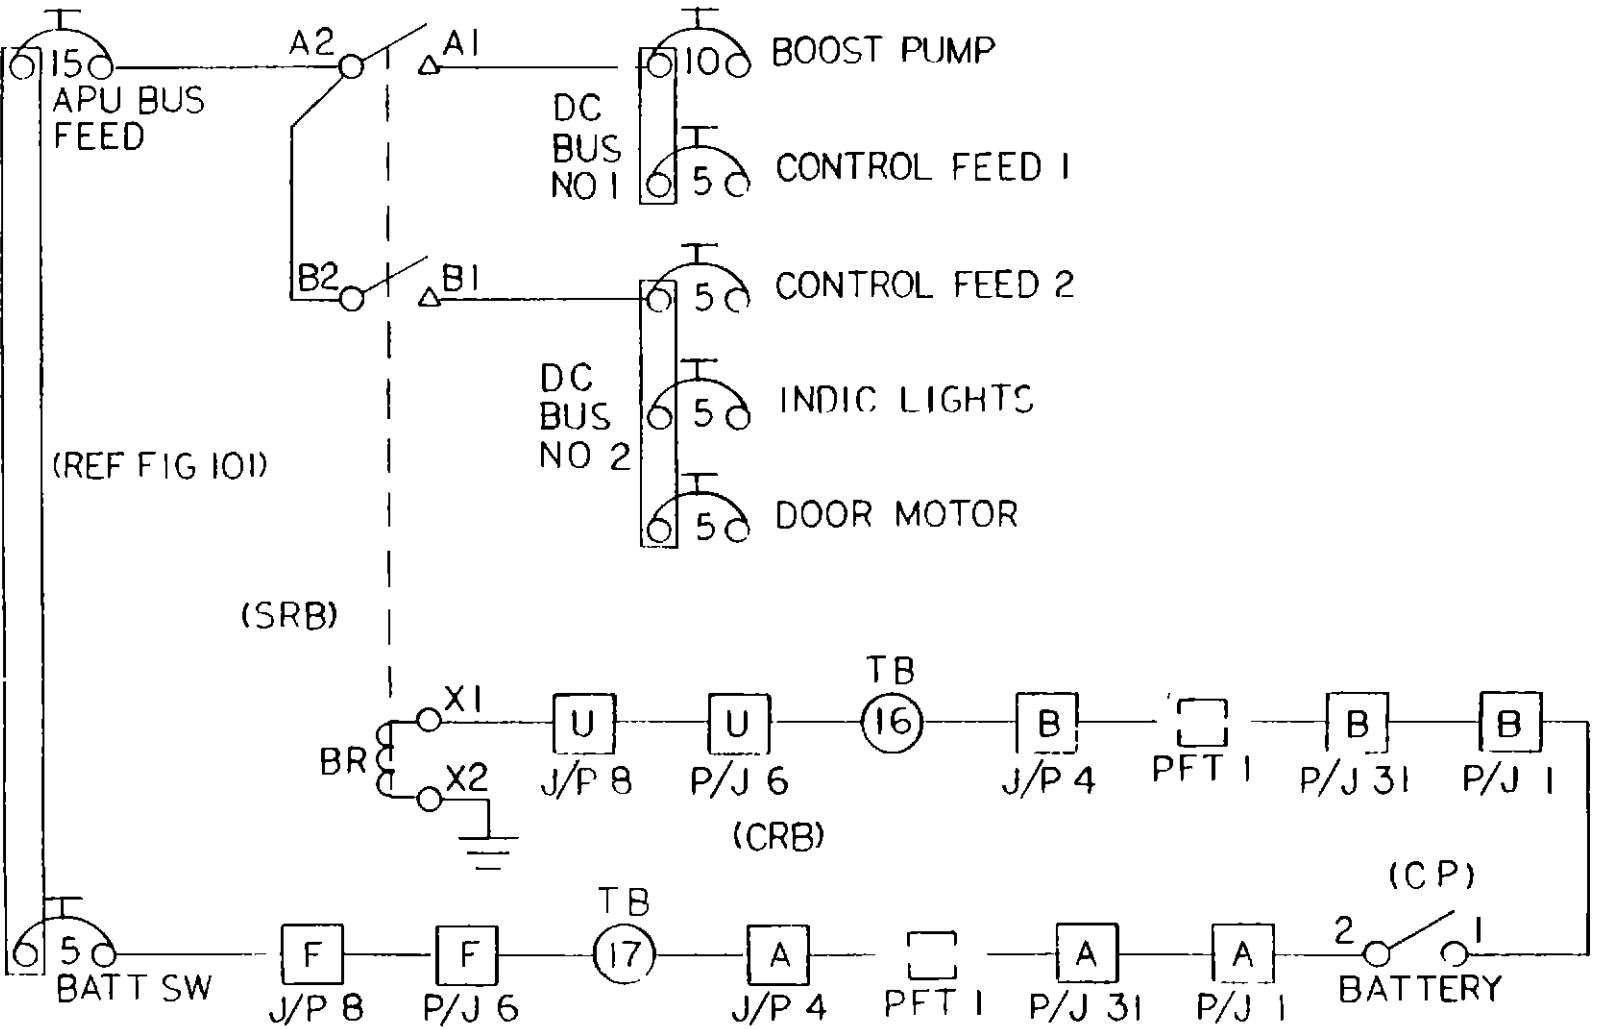 15
APU BUS
FEED
A2
A1
10
BOOST PUMP
DC
BUS
NO 1
5
CONTROL FEED 1
B2
B1
5
CONTROL FEED 2
DC
BUS
NO 2
5
INDIC LIGHTS
(REF FIG 101)
5
DOOR MOTOR
(SRB)
TB
X1
U
U
16
B
B
B
BR
X2
J/P 8
P/J 6
J/P 4
PFT 1
P/J 31
P/J 1
(CRB)
(CP)
TB
2
1
5
F
F
17
A
A
A
BATT SW
J/P 8
P/J 6
J/P 4
PFT 1
P/J 31
P/J 1
BATTERY